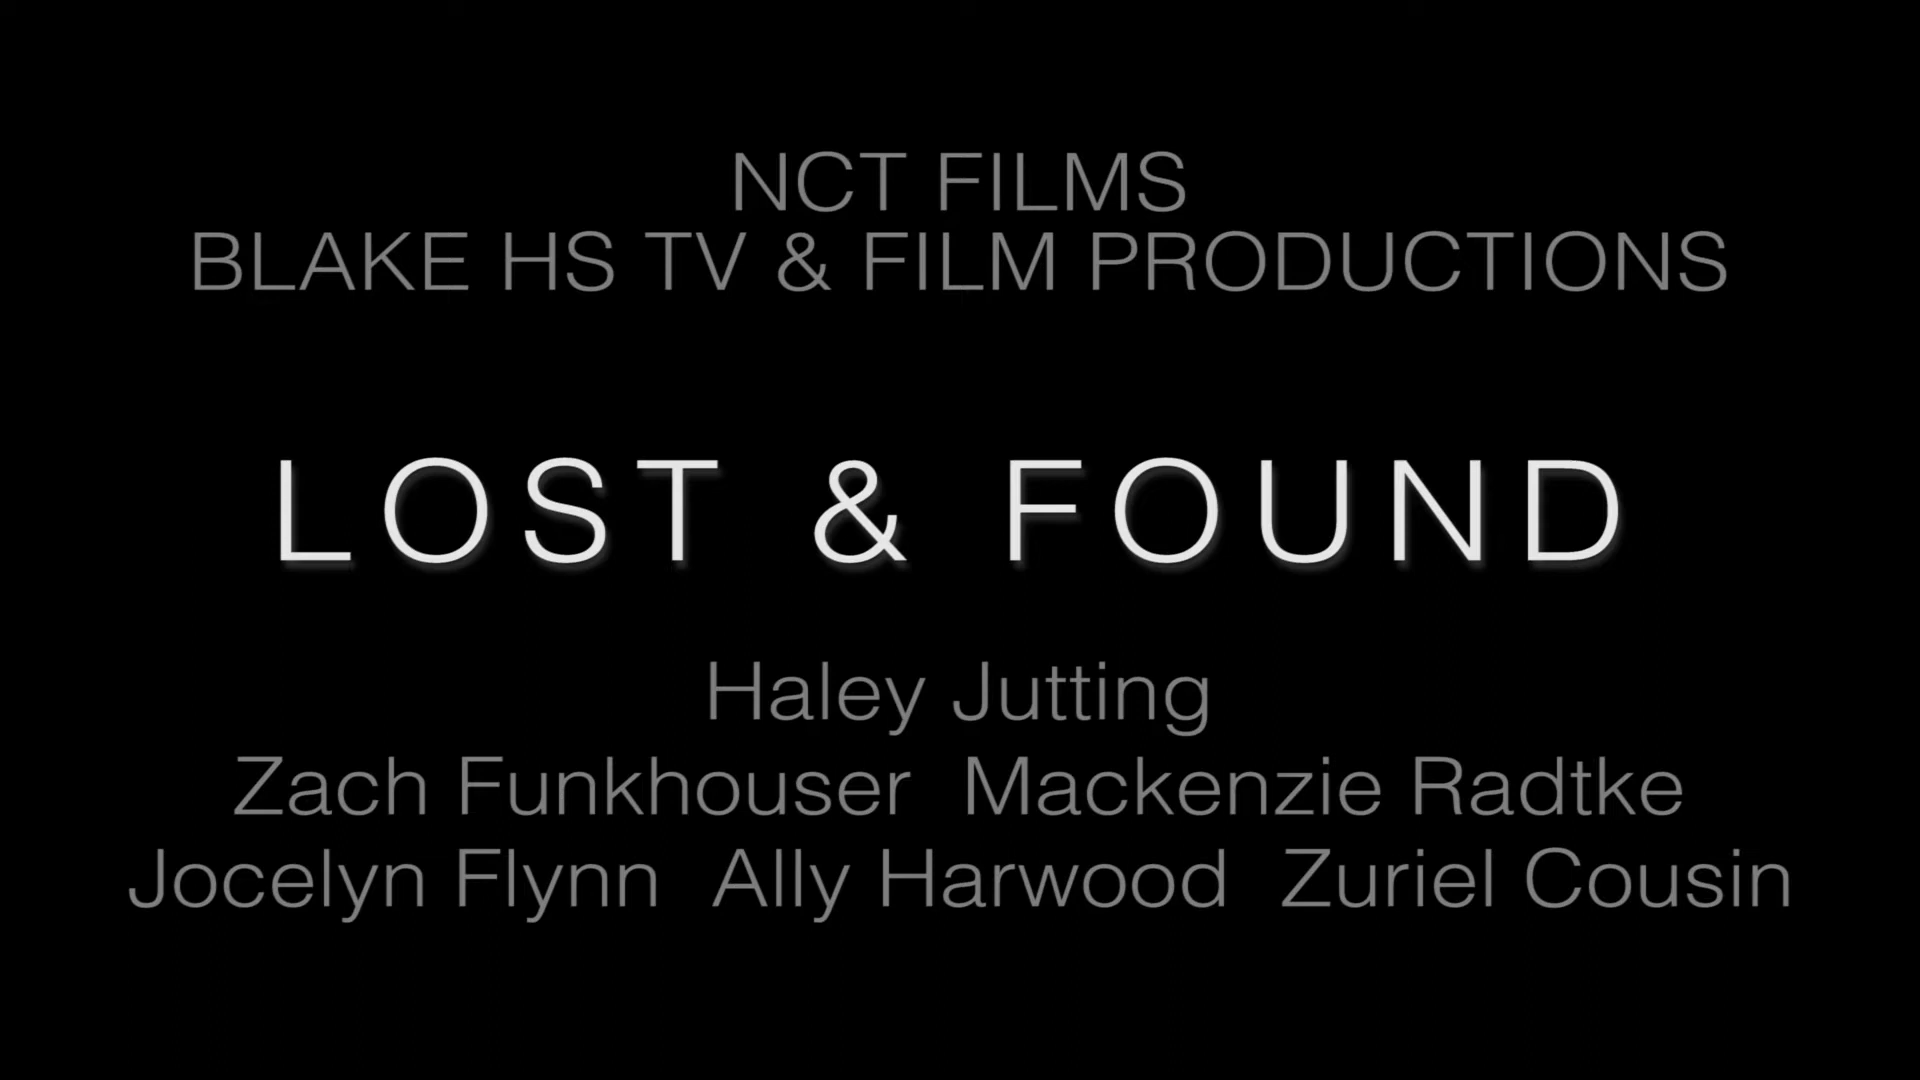 NCT FILMS
BLAKE HS TV & FILM PRODUCTIONS
LOST & FOUND
Haley Jutting
Zach Funkhouser  Mackenzie Radtke
Jocelyn Flynn  Ally Harwood  Zuriel Cousin